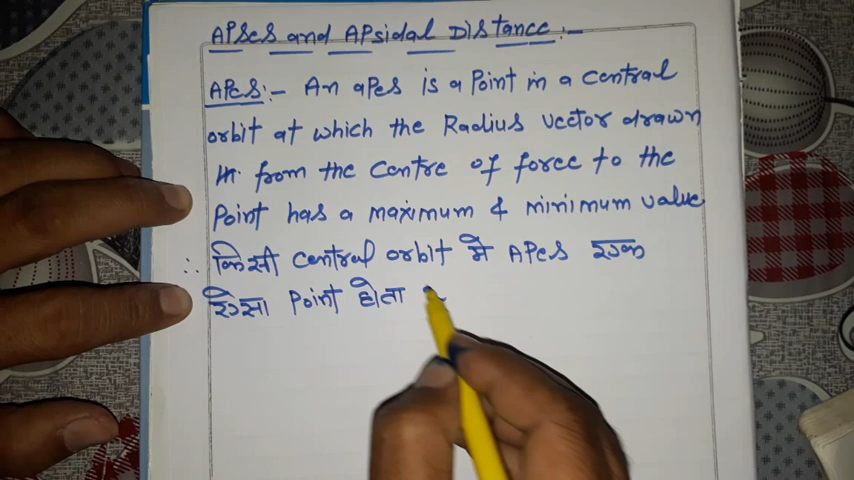 APses and APsidal Distance :-
APes :- An apes is a Point in a central
orbit at which the Radius vector drawn
from the centre of force to the
Point has a maximum & minimum value
∴ किसी central orbit में APes एक
ऐसा Point होता